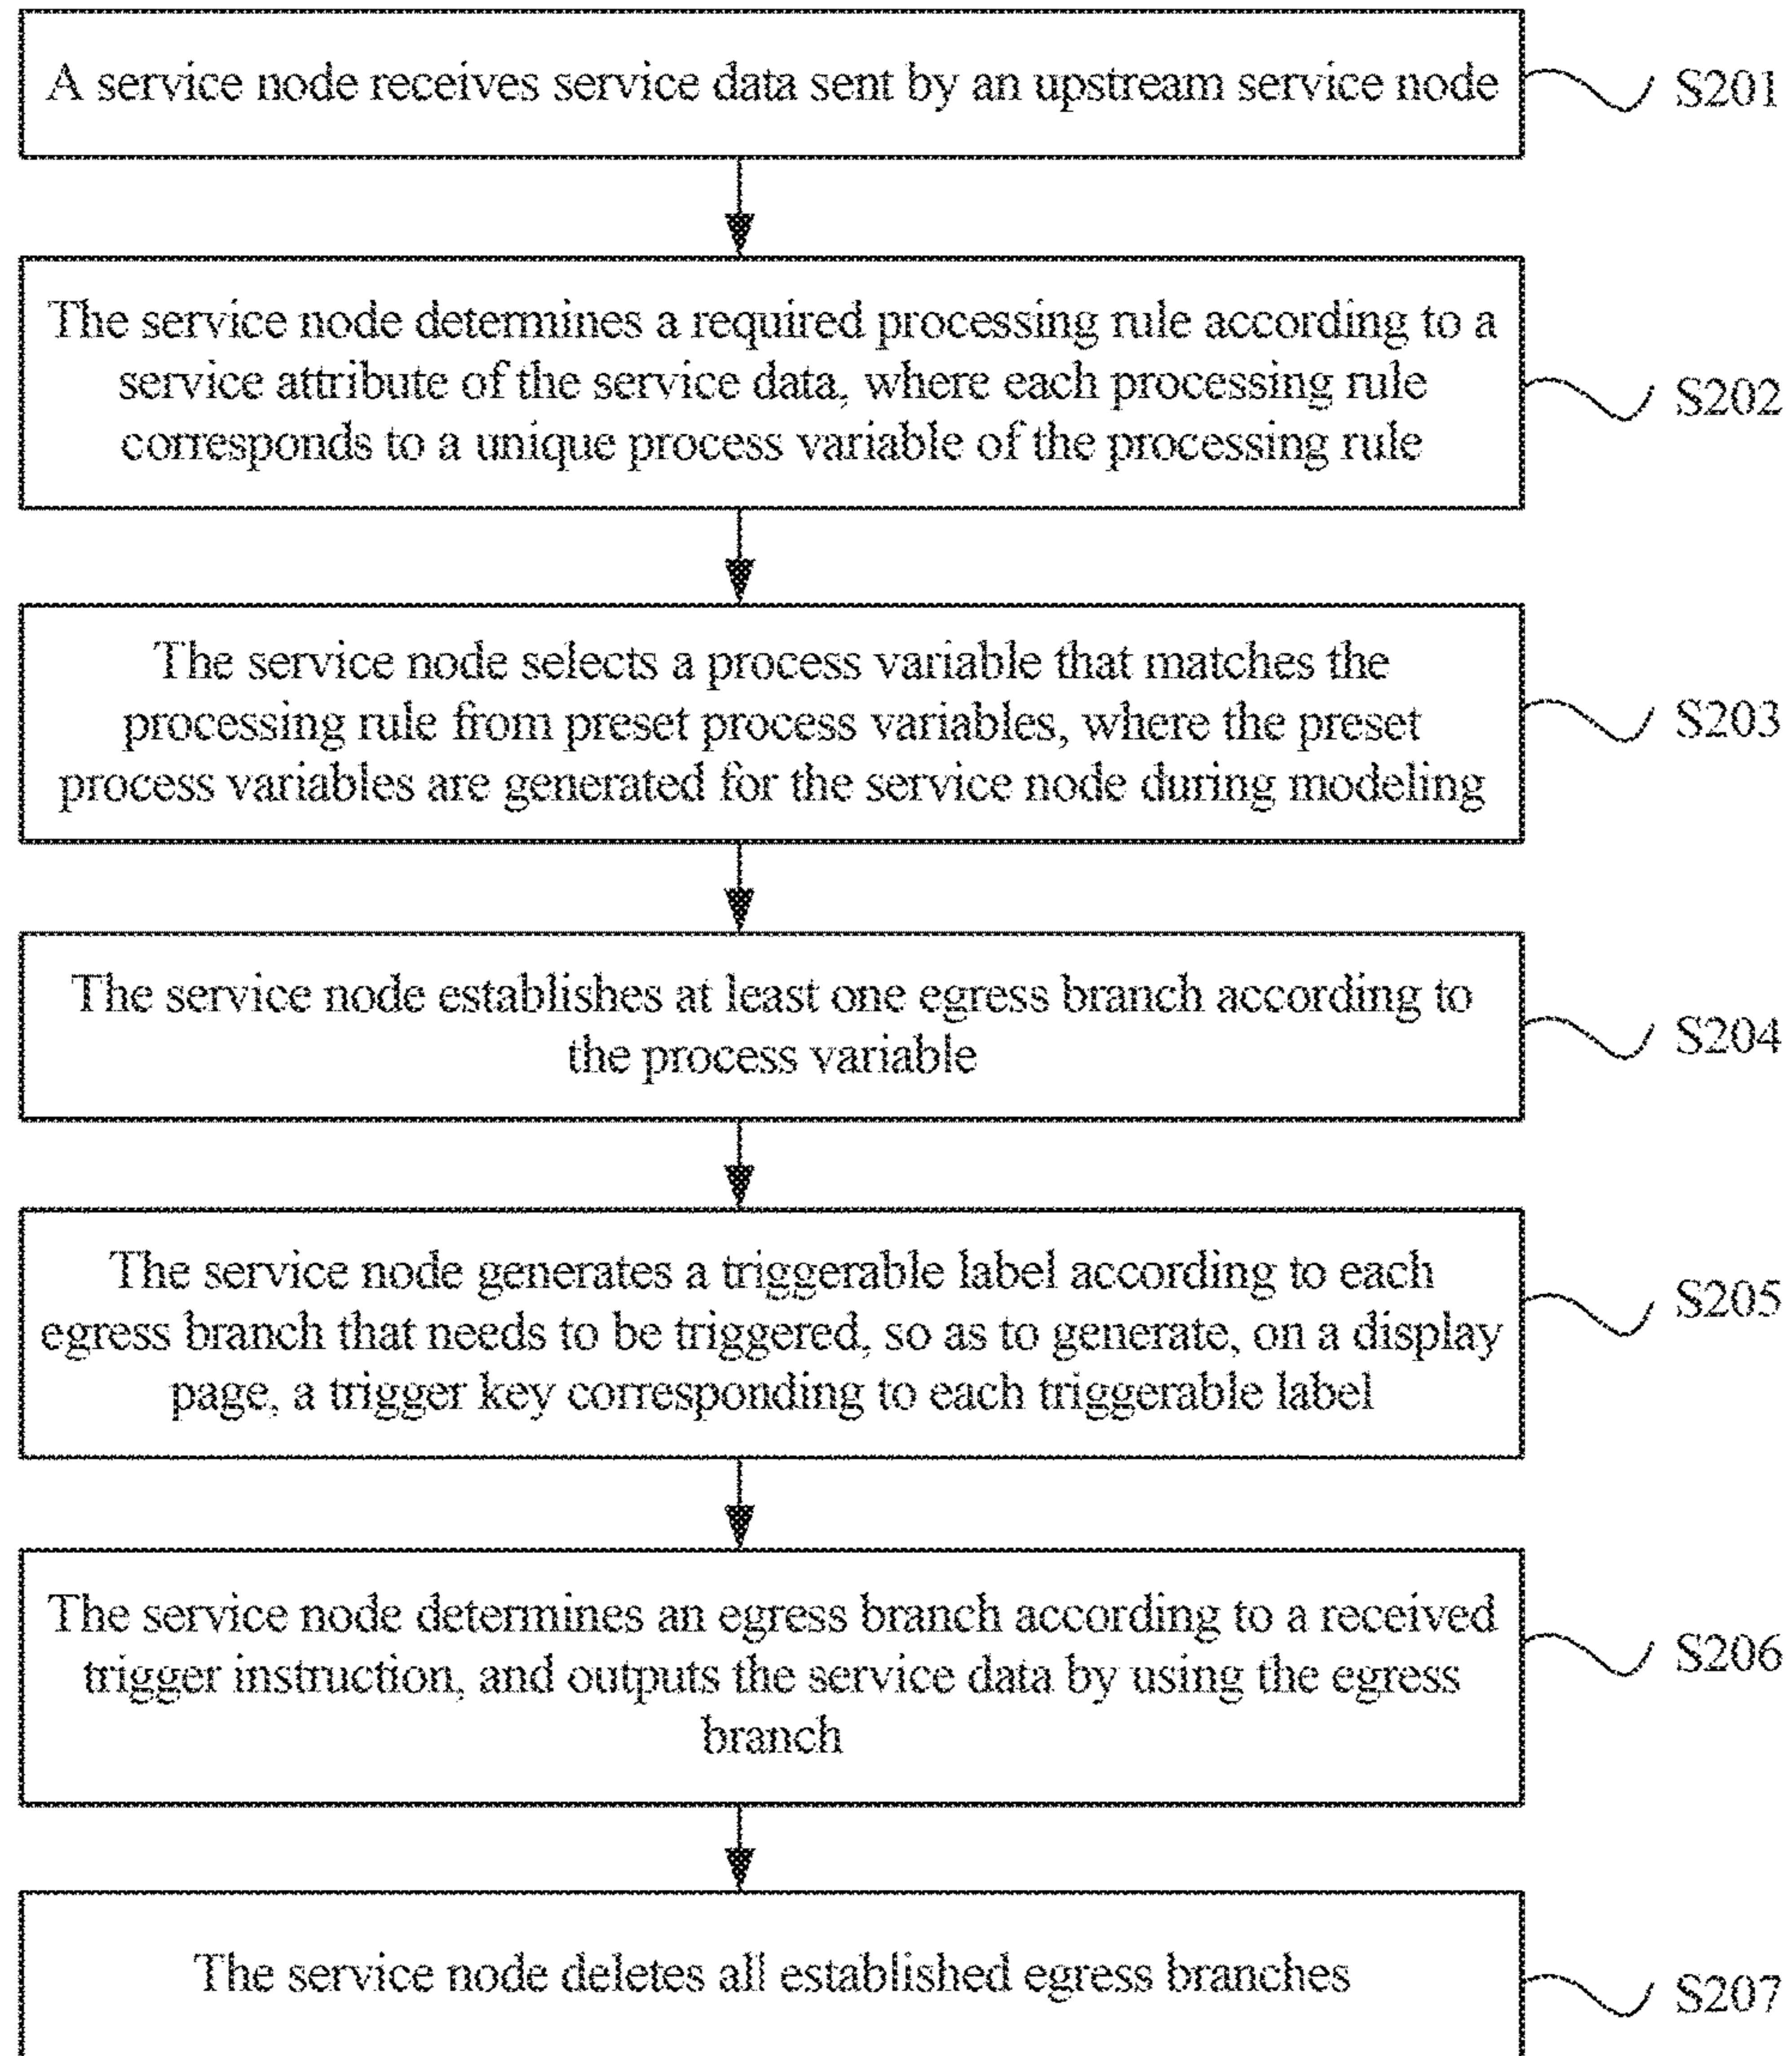 A service node receives service data sent by an upstream service node
S201
The service node determines a required processing rule according to a
service attribute of the service data, where each processing rule
corresponds to a unique process variable of the processing rule
S202
The service node selects a process variable that matches the
processing rule from preset process variables, where the preset
process variables are generated for the service node during modeling
S203
The service node establishes at least one egress branch according to
the process variable
S204
The service node generates a triggerable label according to each
egress branch that needs to be triggered, so as to generate, on a display
page, a trigger key corresponding to each triggerable label
S205
The service node determines an egress branch according to a received
trigger instruction, and outputs the service data by using the egress
branch
S206
The service node deletes all established egress branches
S207